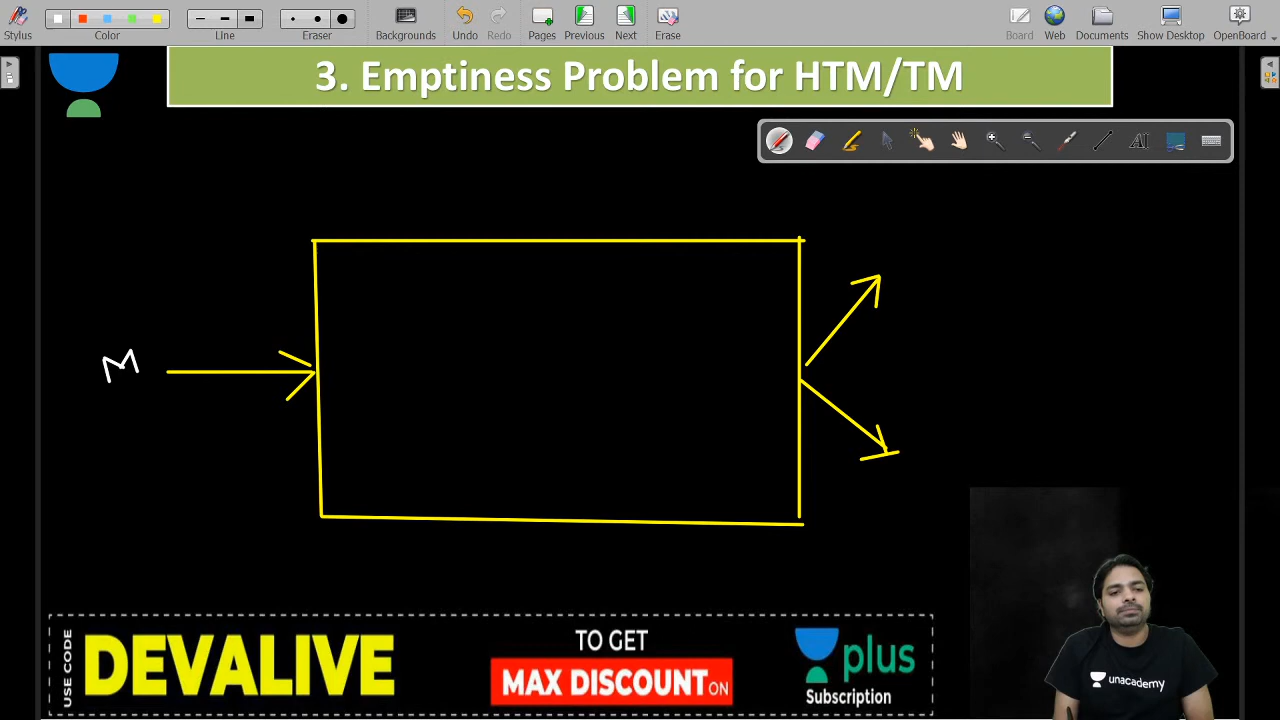 Stylus Color Line Eraser Backgrounds Undo Redo Pages Previous Next Erase Board Web Documents Show Desktop OpenBoard
3. Emptiness Problem for HTM/TM
M
USE CODE
DEVALIVE
TO GET
MAX DISCOUNT ON
plus
Subscription
unacademy